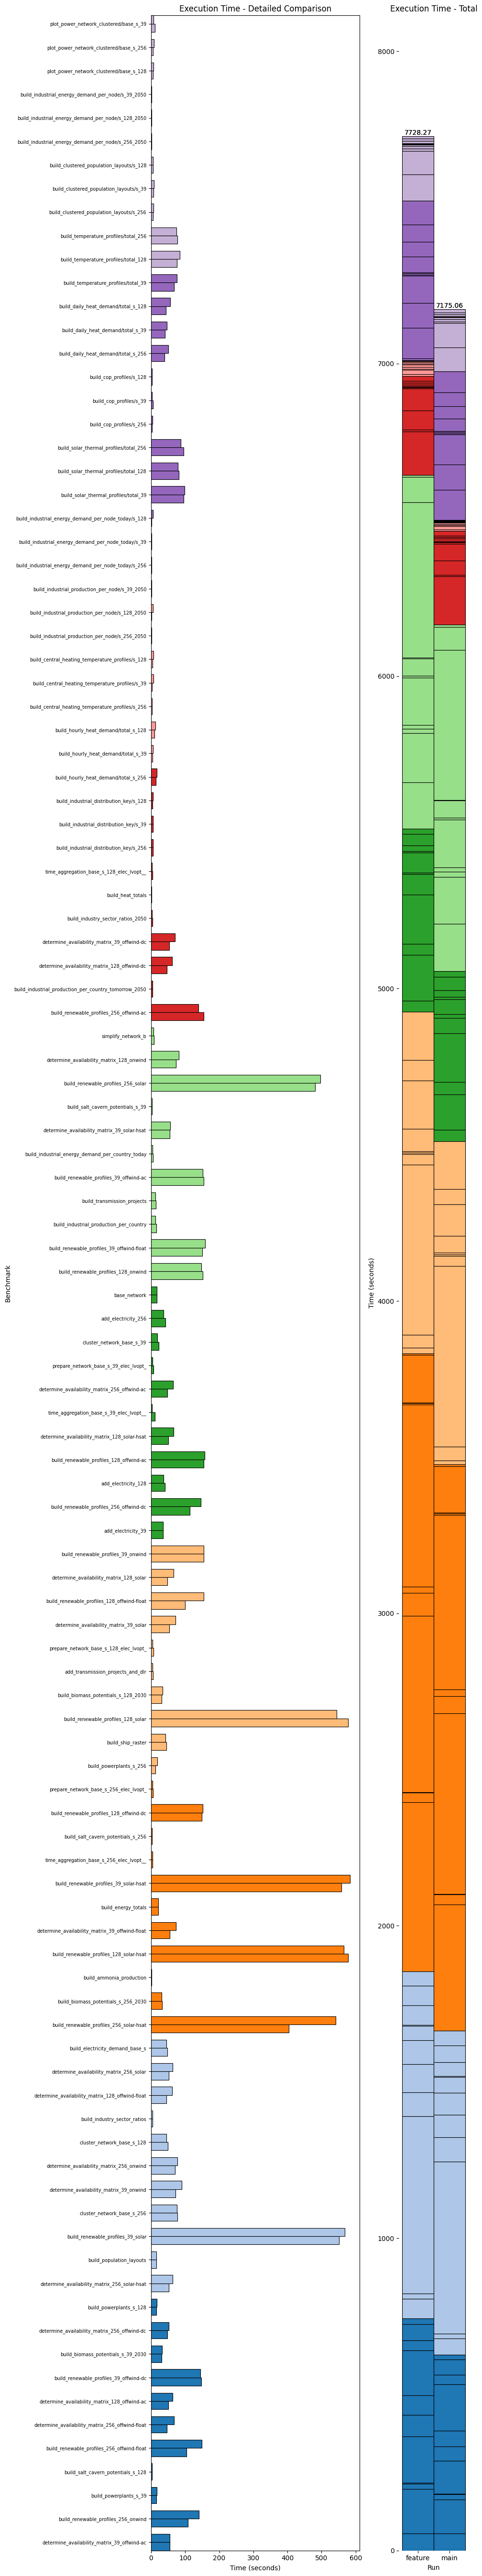 Execution Time - Detailed Comparison
plot_power_network_clustered/base_s_39
plot_power_network_clustered/base_s_256
plot_power_network_clustered/base_s_128
build_industrial_energy_demand_per_node/s_39_2050
build_industrial_energy_demand_per_node/s_128_2050
build_industrial_energy_demand_per_node/s_256_2050
build_clustered_population_layouts/s_128
build_clustered_population_layouts/s_39
build_clustered_population_layouts/s_256
build_temperature_profiles/total_256
build_temperature_profiles/total_128
build_temperature_profiles/total_39
build_daily_heat_demand/total_s_128
build_daily_heat_demand/total_s_39
build_daily_heat_demand/total_s_256
build_cop_profiles/s_128
build_cop_profiles/s_39
build_cop_profiles/s_256
build_solar_thermal_profiles/total_256
build_solar_thermal_profiles/total_128
build_solar_thermal_profiles/total_39
build_industrial_energy_demand_per_node_today/s_128
build_industrial_energy_demand_per_node_today/s_39
build_industrial_energy_demand_per_node_today/s_256
build_industrial_production_per_node/s_39_2050
build_industrial_production_per_node/s_128_2050
build_industrial_production_per_node/s_256_2050
build_central_heating_temperature_profiles/s_128
build_central_heating_temperature_profiles/s_39
build_central_heating_temperature_profiles/s_256
build_hourly_heat_demand/total_s_128
build_hourly_heat_demand/total_s_39
build_hourly_heat_demand/total_s_256
build_industrial_distribution_key/s_128
build_industrial_distribution_key/s_39
build_industrial_distribution_key/s_256
time_aggregation_base_s_128_elec_lvopt__
build_heat_totals
build_industry_sector_ratios_2050
determine_availability_matrix_39_offwind-dc
determine_availability_matrix_128_offwind-dc
build_industrial_production_per_country_tomorrow_2050
build_renewable_profiles_256_offwind-ac
simplify_network_b
determine_availability_matrix_128_onwind
build_renewable_profiles_256_solar
build_salt_cavern_potentials_s_39
determine_availability_matrix_39_solar-hsat
build_industrial_energy_demand_per_country_today
build_renewable_profiles_39_offwind-ac
build_transmission_projects
build_industrial_production_per_country
build_renewable_profiles_39_offwind-float
build_renewable_profiles_128_onwind
base_network
add_electricity_256
cluster_network_base_s_39
prepare_network_base_s_39_elec_lvopt_
determine_availability_matrix_256_offwind-ac
time_aggregation_base_s_39_elec_lvopt__
determine_availability_matrix_128_solar-hsat
build_renewable_profiles_128_offwind-ac
add_electricity_128
build_renewable_profiles_256_offwind-dc
add_electricity_39
build_renewable_profiles_39_onwind
determine_availability_matrix_128_solar
build_renewable_profiles_128_offwind-float
determine_availability_matrix_39_solar
prepare_network_base_s_128_elec_lvopt_
add_transmission_projects_and_dlr
build_biomass_potentials_s_128_2030
build_renewable_profiles_128_solar
build_ship_raster
build_powerplants_s_256
prepare_network_base_s_256_elec_lvopt_
build_renewable_profiles_128_offwind-dc
build_salt_cavern_potentials_s_256
time_aggregation_base_s_256_elec_lvopt__
build_renewable_profiles_39_solar-hsat
build_energy_totals
determine_availability_matrix_39_offwind-float
build_renewable_profiles_128_solar-hsat
build_ammonia_production
build_biomass_potentials_s_256_2030
build_renewable_profiles_256_solar-hsat
build_electricity_demand_base_s
determine_availability_matrix_256_solar
determine_availability_matrix_128_offwind-float
build_industry_sector_ratios
cluster_network_base_s_128
determine_availability_matrix_256_onwind
determine_availability_matrix_39_onwind
cluster_network_base_s_256
build_renewable_profiles_39_solar
build_population_layouts
determine_availability_matrix_256_solar-hsat
build_powerplants_s_128
determine_availability_matrix_256_offwind-dc
build_biomass_potentials_s_39_2030
build_renewable_profiles_39_offwind-dc
determine_availability_matrix_128_offwind-ac
determine_availability_matrix_256_offwind-float
build_renewable_profiles_256_offwind-float
build_salt_cavern_potentials_s_128
build_powerplants_s_39
build_renewable_profiles_256_onwind
determine_availability_matrix_39_offwind-ac
Benchmark
0 100 200 300 400 500 600
Time (seconds)
Execution Time - Total
8000
7000
6000
5000
4000
3000
2000
1000
0
Time (seconds)
7728.27
7175.06
feature main
Run